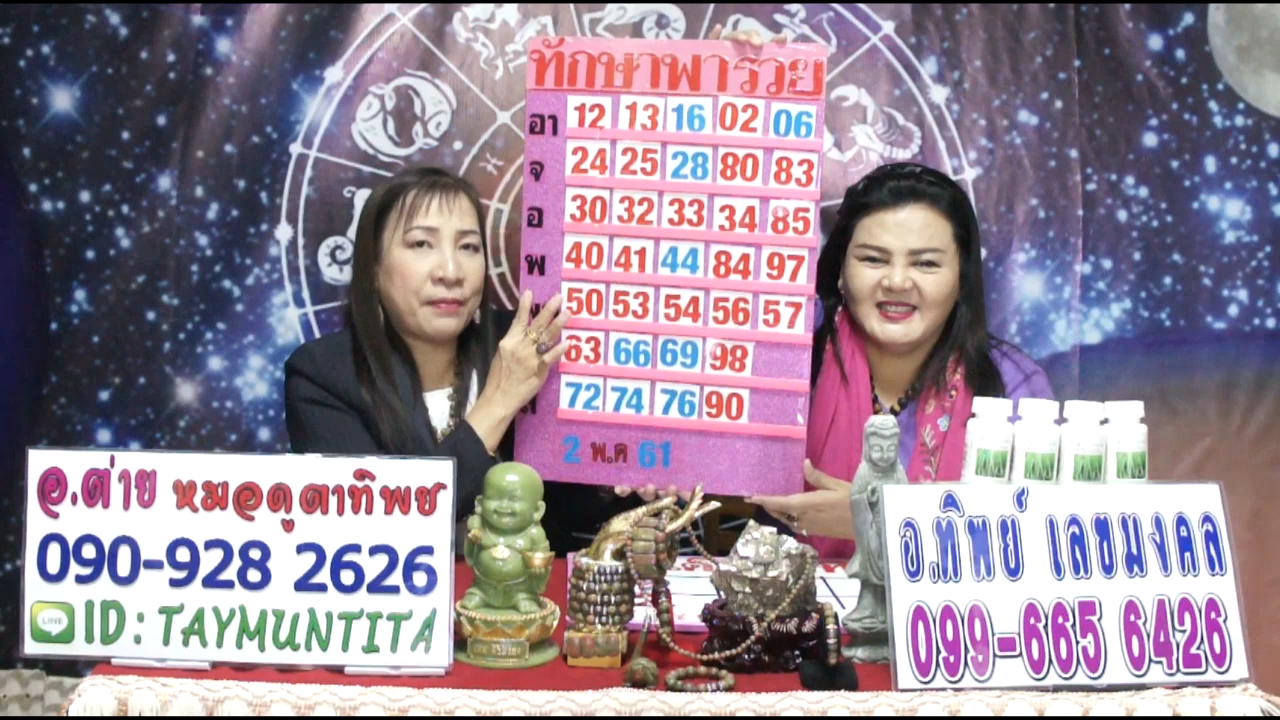 ทักษาพารวย
อา 12 13 16 02 06
จ 24 25 28 80 83
อ 30 32 33 34 85
พ 40 41 44 84 97
50 53 54 56 57
63 66 69 98
72 74 76 90
2 พ.ค 61
อ.ต่าย หมอดูตาทิพย์
090-928 2626
LINE ID : TAYMUNTITA
อ.ทิพย์ เลขมงคล
099-665 6426